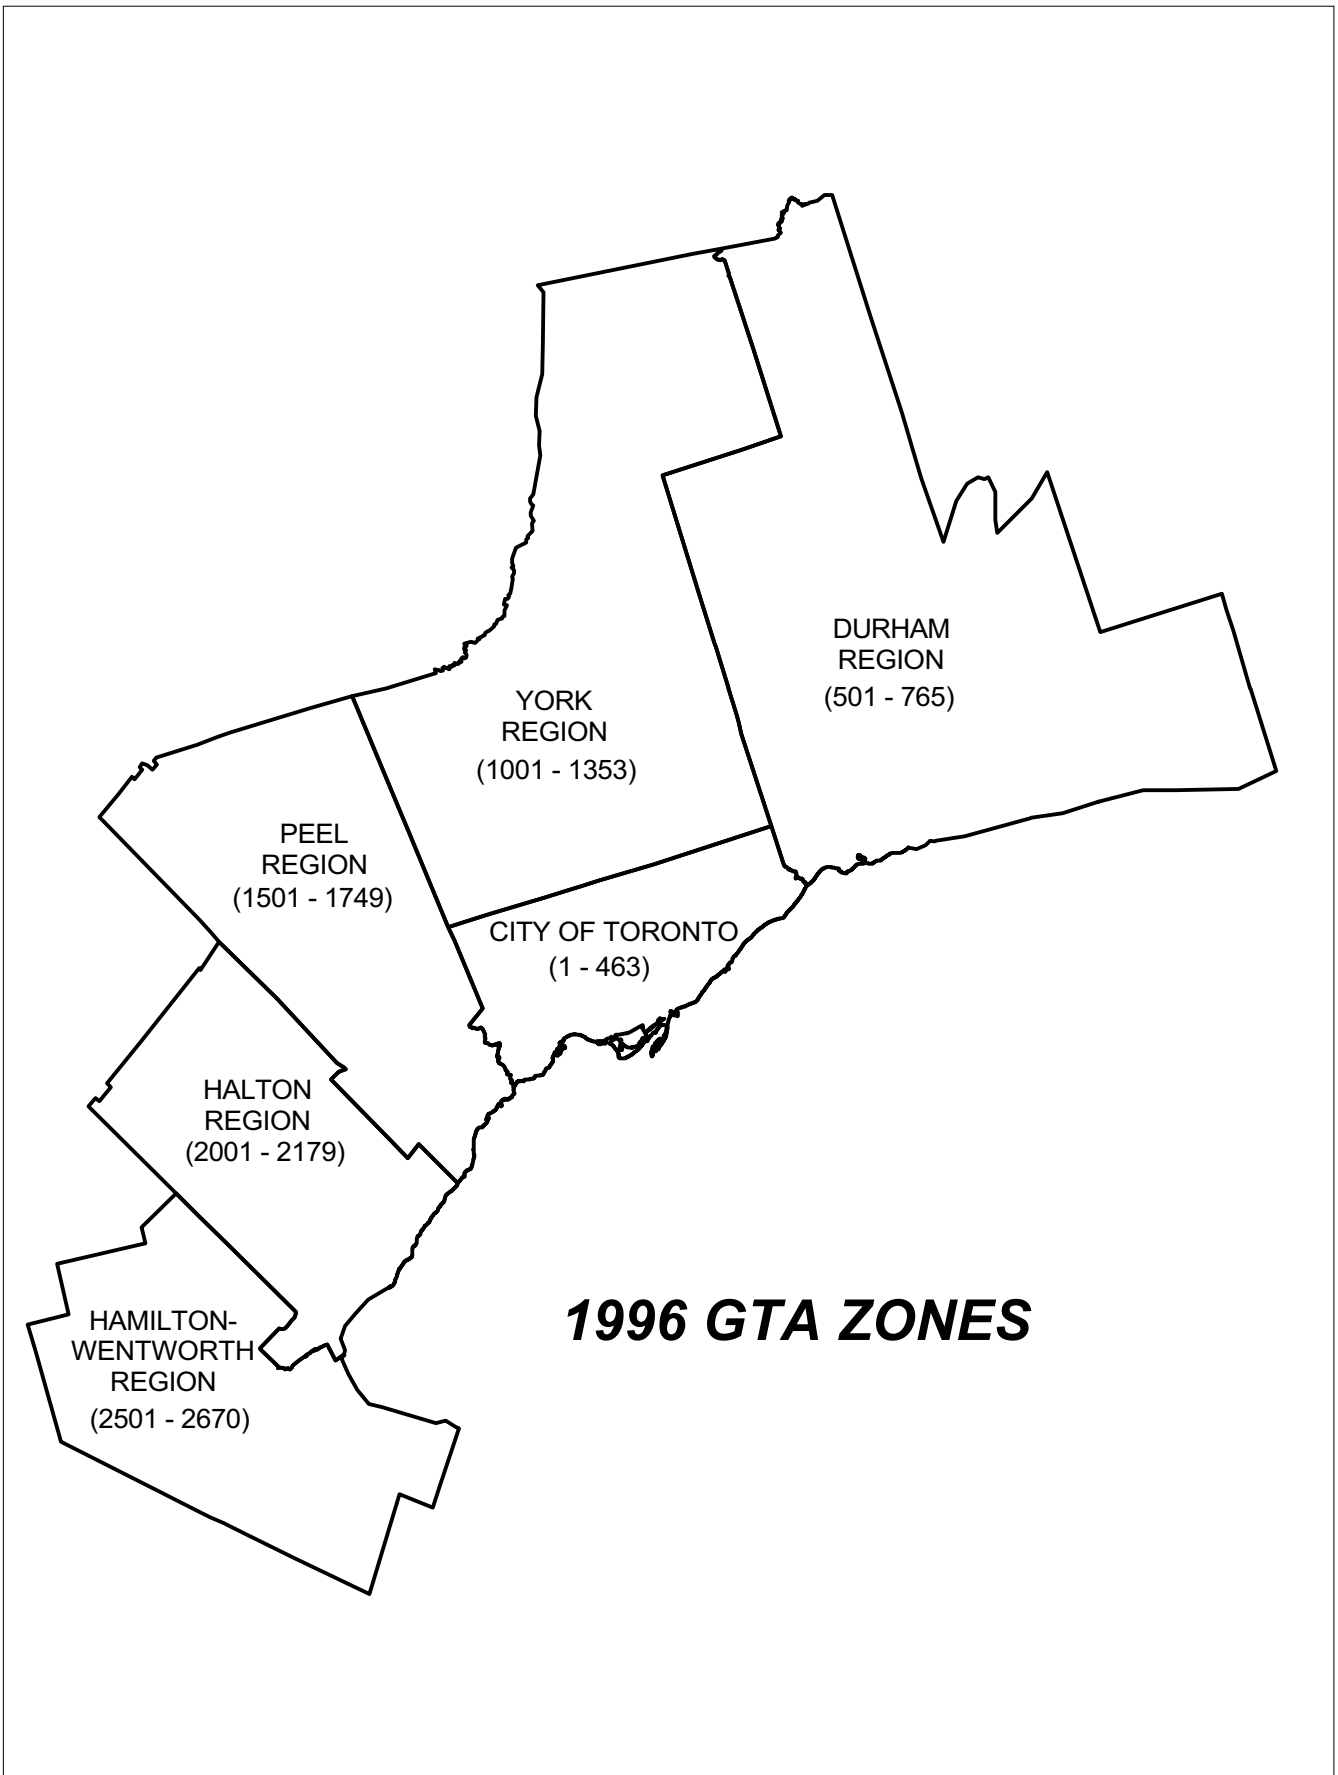 DURHAM
REGION
(501 - 765)
YORK
REGION
(1001 - 1353)
PEEL
REGION
(1501 - 1749)
CITY OF TORONTO
(1 - 463)
HALTON
REGION
(2001 - 2179)
1996 GTA ZONES
HAMILTON-
WENTWORTH
REGION
(2501 - 2670)